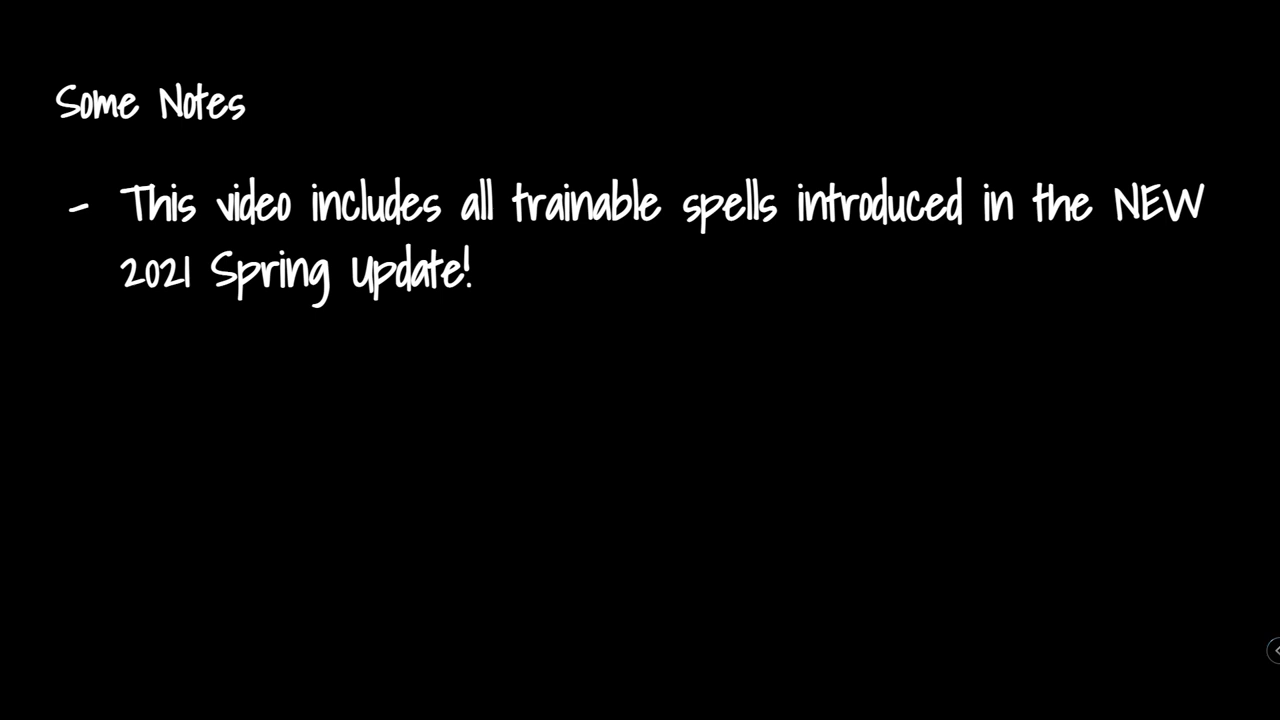 Some Notes
- This video includes all trainable spells introduced in the NEW
2021 Spring Update!